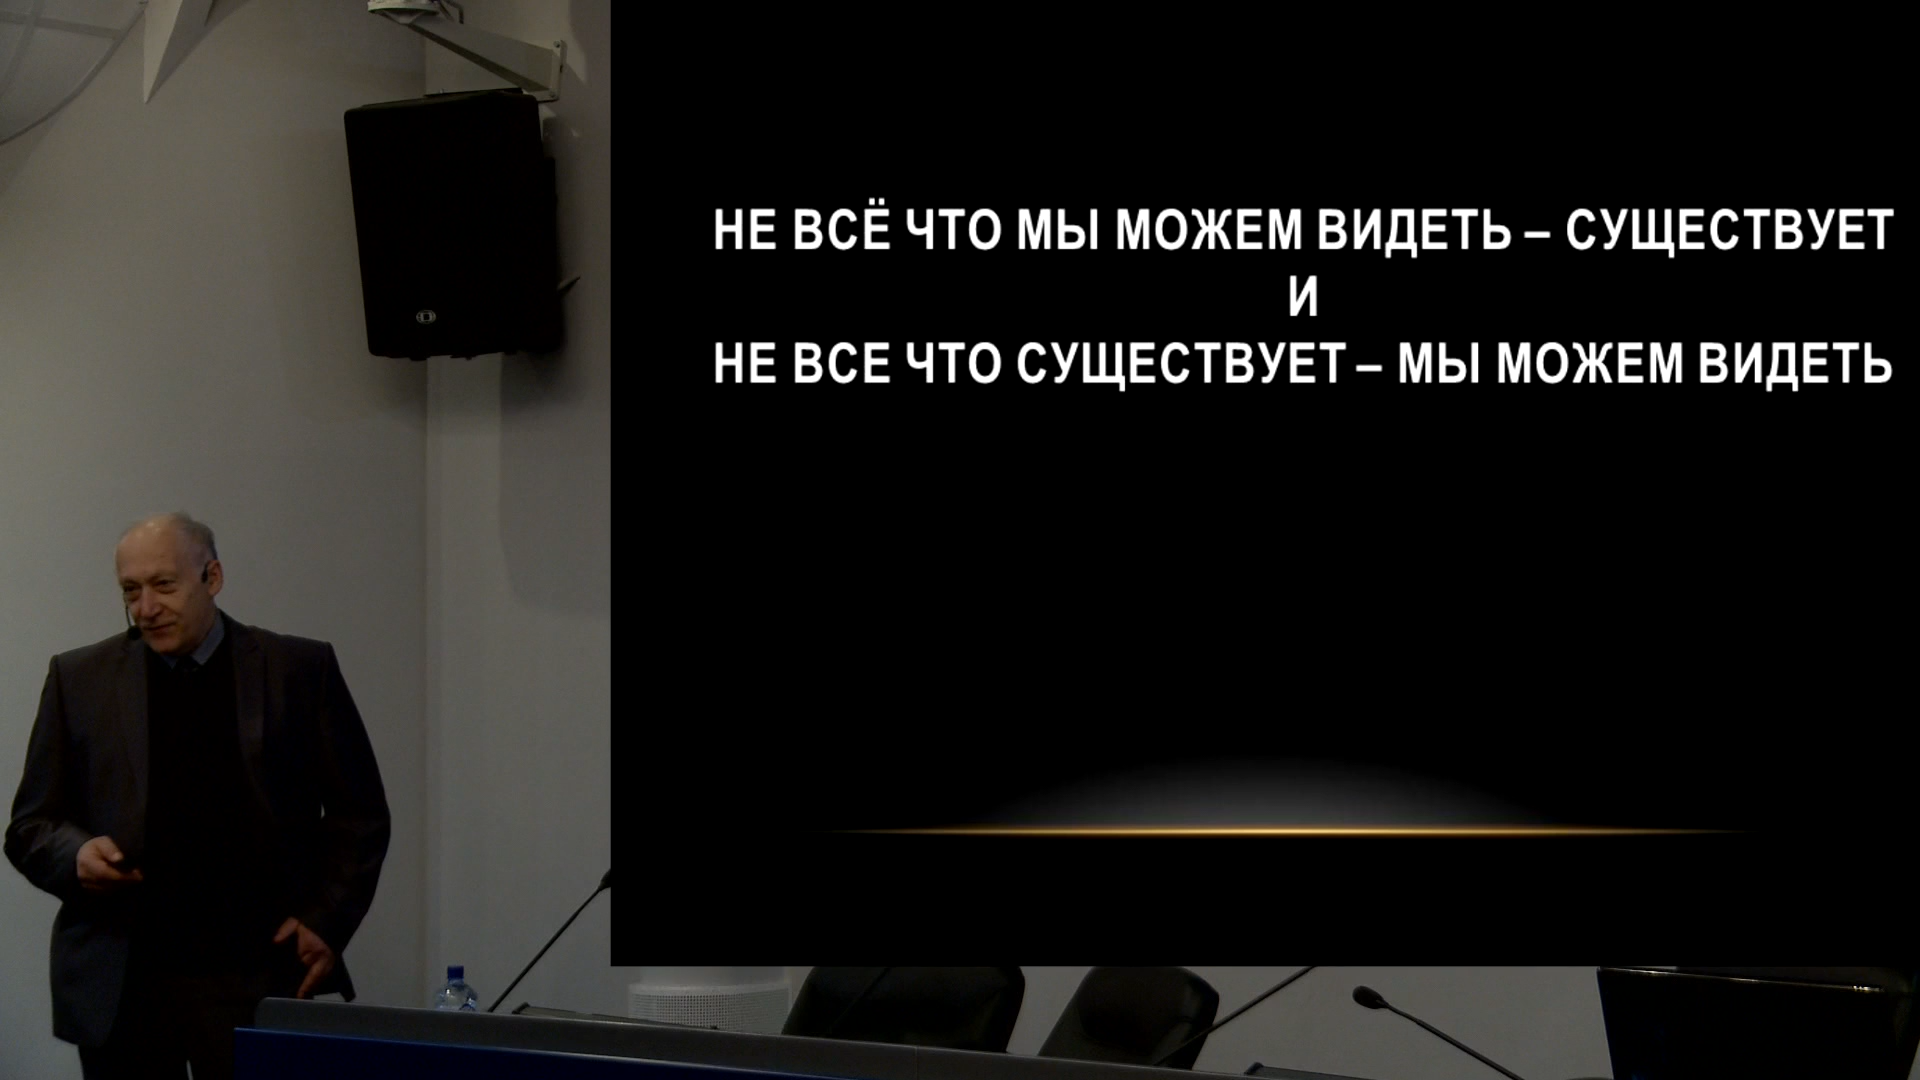 НЕ ВСЁ ЧТО МЫ МОЖЕМ ВИДЕТЬ – СУЩЕСТВУЕТ
И
НЕ ВСЕ ЧТО СУЩЕСТВУЕТ – МЫ МОЖЕМ ВИДЕТЬ